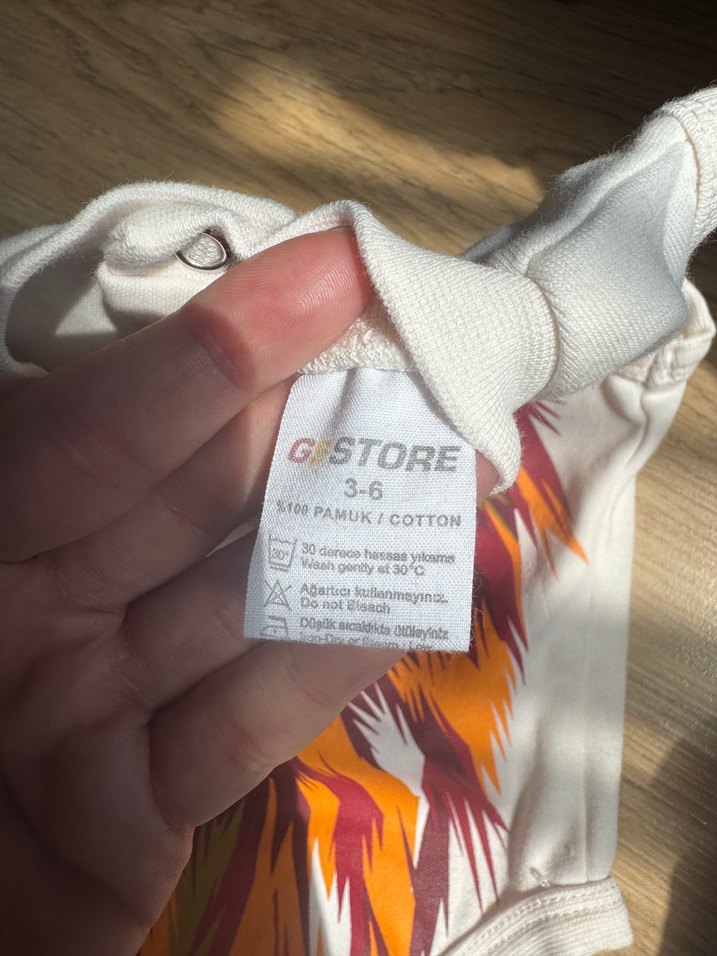 GSSTORE
3-6
%100 PAMUK / COTTON
30°
30 derece hassas yıkama
Wash gently at 30°C
Ağartıcı kullanmayınız.
Do not Bleach
Düşük sıcaklıkta ütüleyiniz